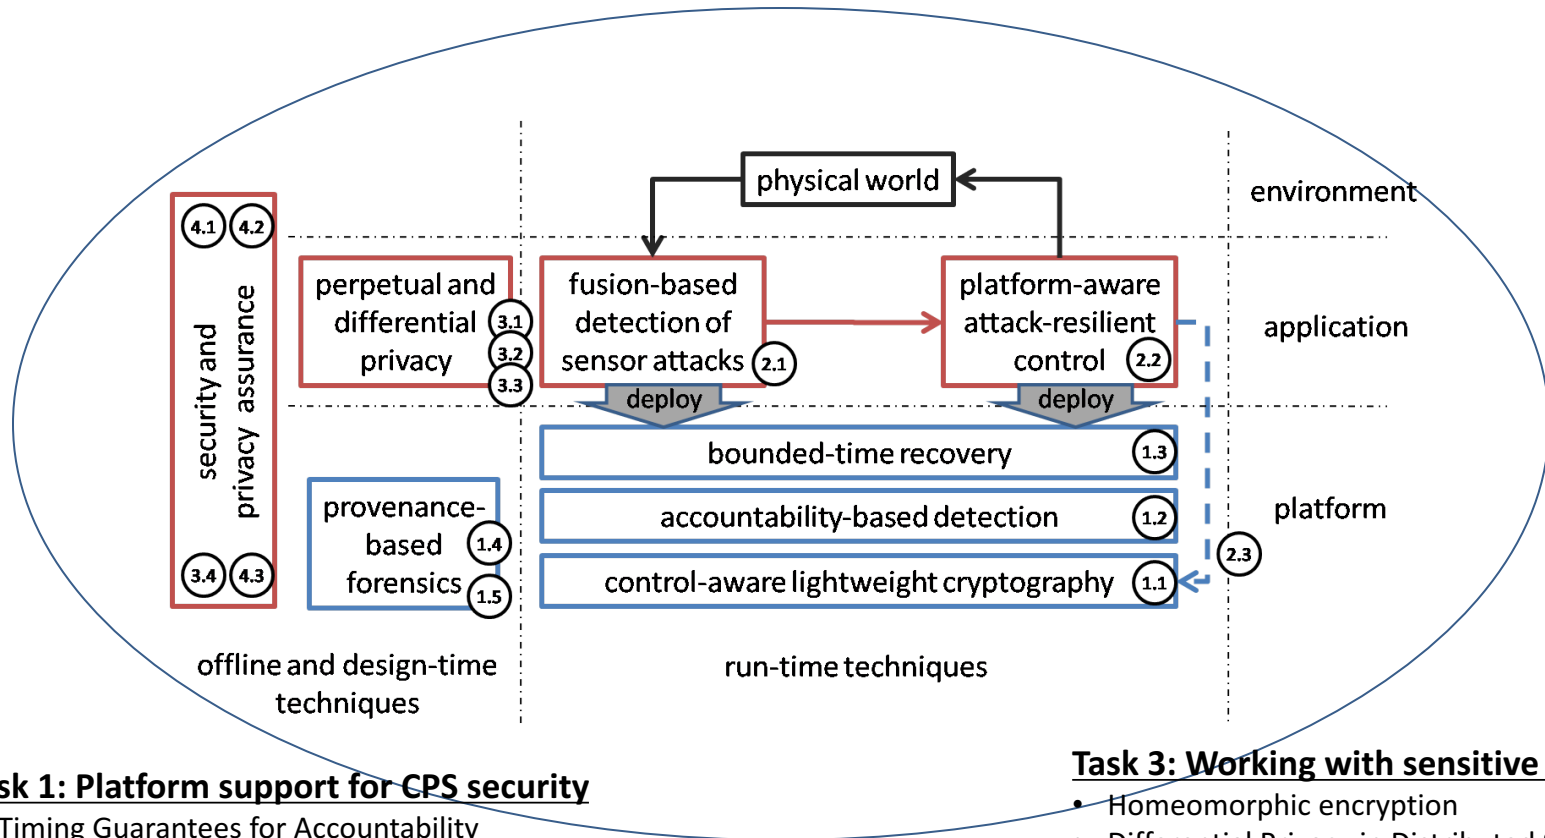 physical world
environment
4.1 4.2
security and
privacy assurance
3.4 4.3
perpetual and
differential
privacy
3.1
3.2
3.3
fusion-based
detection of
sensor attacks
2.1
platform-aware
attack-resilient
control
2.2
application
deploy
deploy
bounded-time recovery
1.3
accountability-based detection
1.2
control-aware lightweight cryptography
1.1
2.3
platform
provenance-
based
forensics
1.4
1.5
offline and design-time
techniques
run-time techniques
sk 1: Platform support for CPS security
Timing Guarantees for Accountability
Task 3: Working with sensitive
• Homeomorphic encryption
Differential Privacy in Distributed